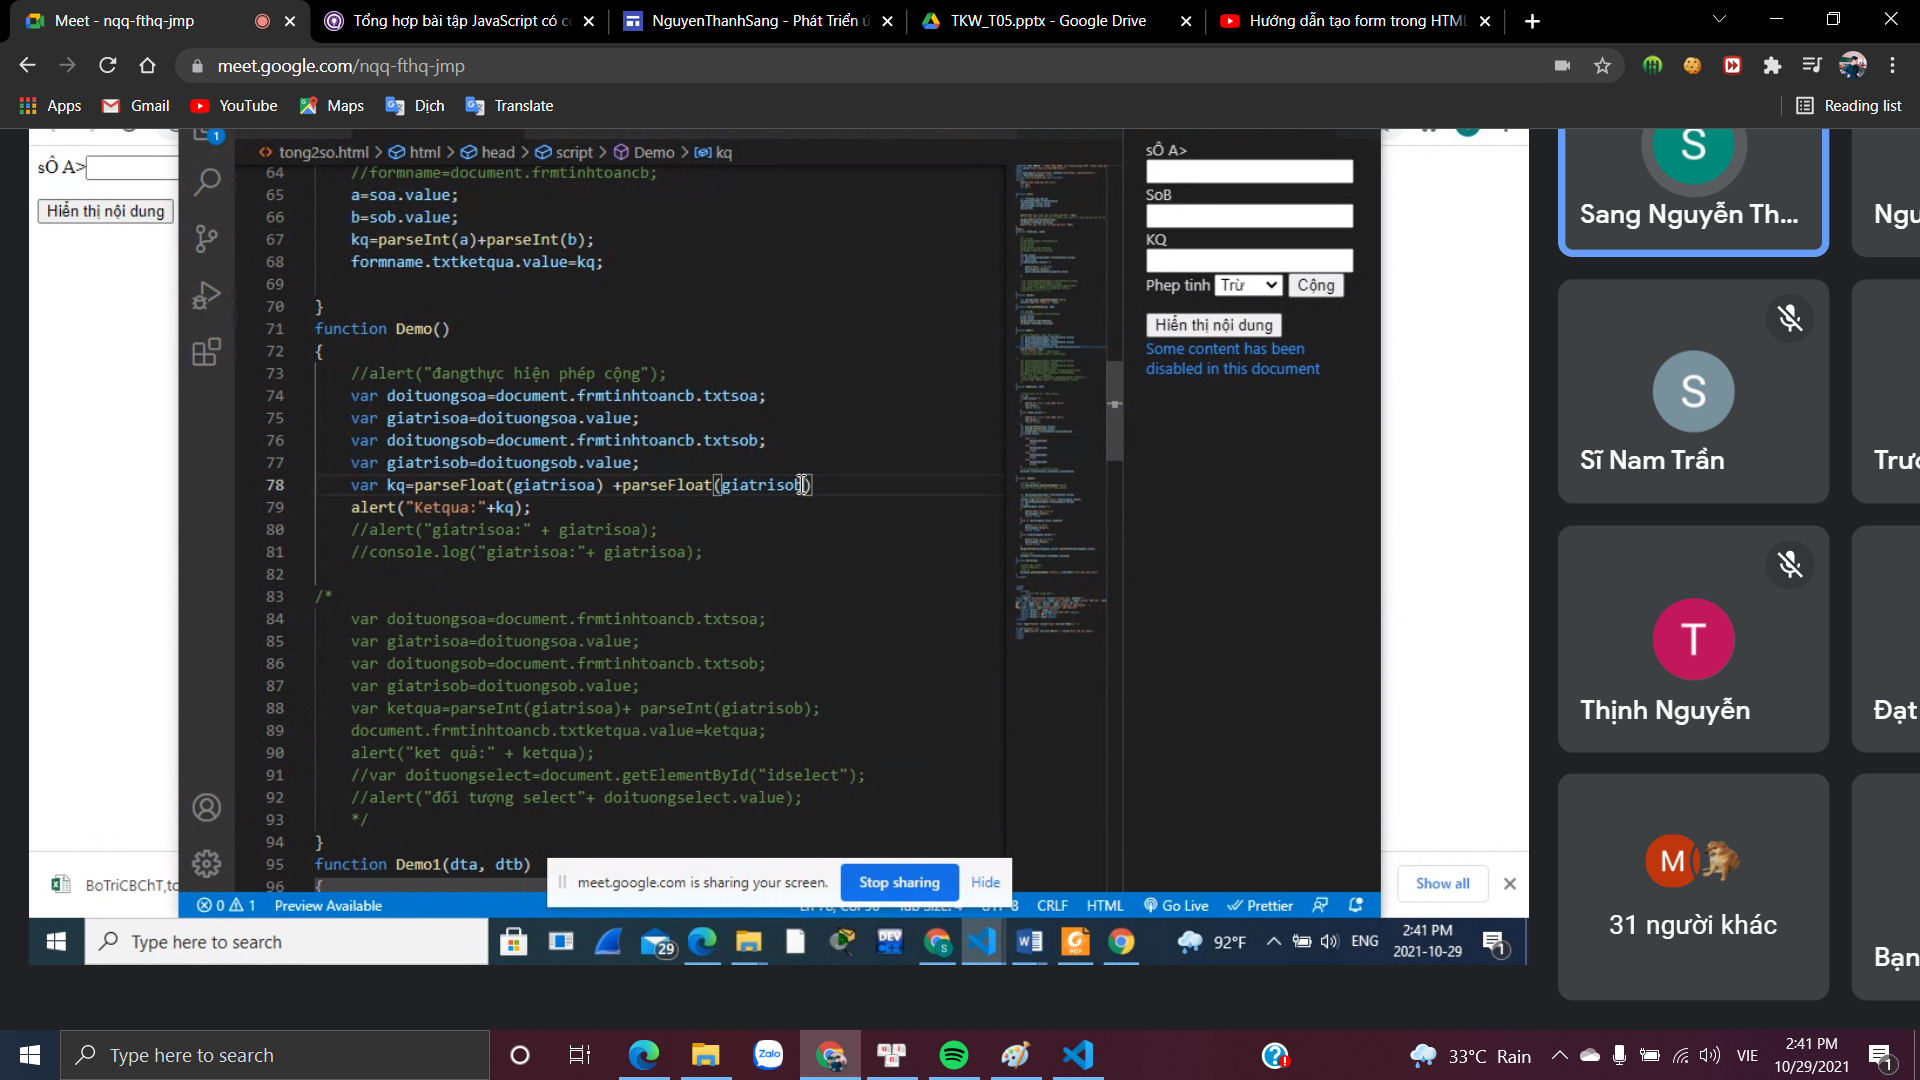 Meet - nqq-fthq-jmp
Tổng hợp bài tập JavaScript có c
NguyenThanhSang - Phát Triển ứ
TKW_T05.pptx - Google Drive
Hướng dẫn tạo form trong HTML
meet.google.com/nqq-fthq-jmp
Apps
Gmail
YouTube
Maps
Dịch
Translate
Reading list
sỐ A>
Hiển thị nội dung
1
tong2so.html > html > head > script > Demo > kq
64 //formname=document.frmtinhtoancb;
65 a=soa.value;
66 b=sob.value;
67 kq=parseInt(a)+parseInt(b);
68 formname.txtketqua.value=kq;
69
70 }
71 function Demo()
72 {
73 //alert("đangthực hiện phép cộng");
74 var doituongsoa=document.frmtinhtoancb.txtsoa;
75 var giatrisoa=doituongsoa.value;
76 var doituongsob=document.frmtinhtoancb.txtsob;
77 var giatrisob=doituongsob.value;
78 var kq=parseFloat(giatrisoa) +parseFloat(giatrisob)
79 alert("Ketqua:"+kq);
80 //alert("giatrisoa:" + giatrisoa);
81 //console.log("giatrisoa:"+ giatrisoa);
82
83 /*
84 var doituongsoa=document.frmtinhtoancb.txtsoa;
85 var giatrisoa=doituongsoa.value;
86 var doituongsob=document.frmtinhtoancb.txtsob;
87 var giatrisob=doituongsob.value;
88 var ketqua=parseInt(giatrisoa)+ parseInt(giatrisob);
89 document.frmtinhtoancb.txtketqua.value=ketqua;
90 alert("ket quả:" + ketqua);
91 //var doituongselect=document.getElementById("idselect");
92 //alert("đối tượng select"+ doituongselect.value);
93 */
94 }
95 function Demo1(dta, dtb)
96 {
sỐ A>
SoB
KQ
Phep tinh Trừ Cộng
Hiển thị nội dung
Some content has been
disabled in this document
Sang Nguyễn Th...
S
Sĩ Nam Trần
S
Thịnh Nguyễn
T
M
31 người khác
Đạt
Bạn
meet.google.com is sharing your screen.
Stop sharing
Hide
BoTriCBChT,to
Show all
0 1 Preview Available
CRLF
HTML
Go Live
Prettier
Type here to search
29
DEV
92°F
ENG
2:41 PM
2021-10-29
1
Type here to search
Zalo
33°C Rain
VIE
2:41 PM
10/29/2021
1